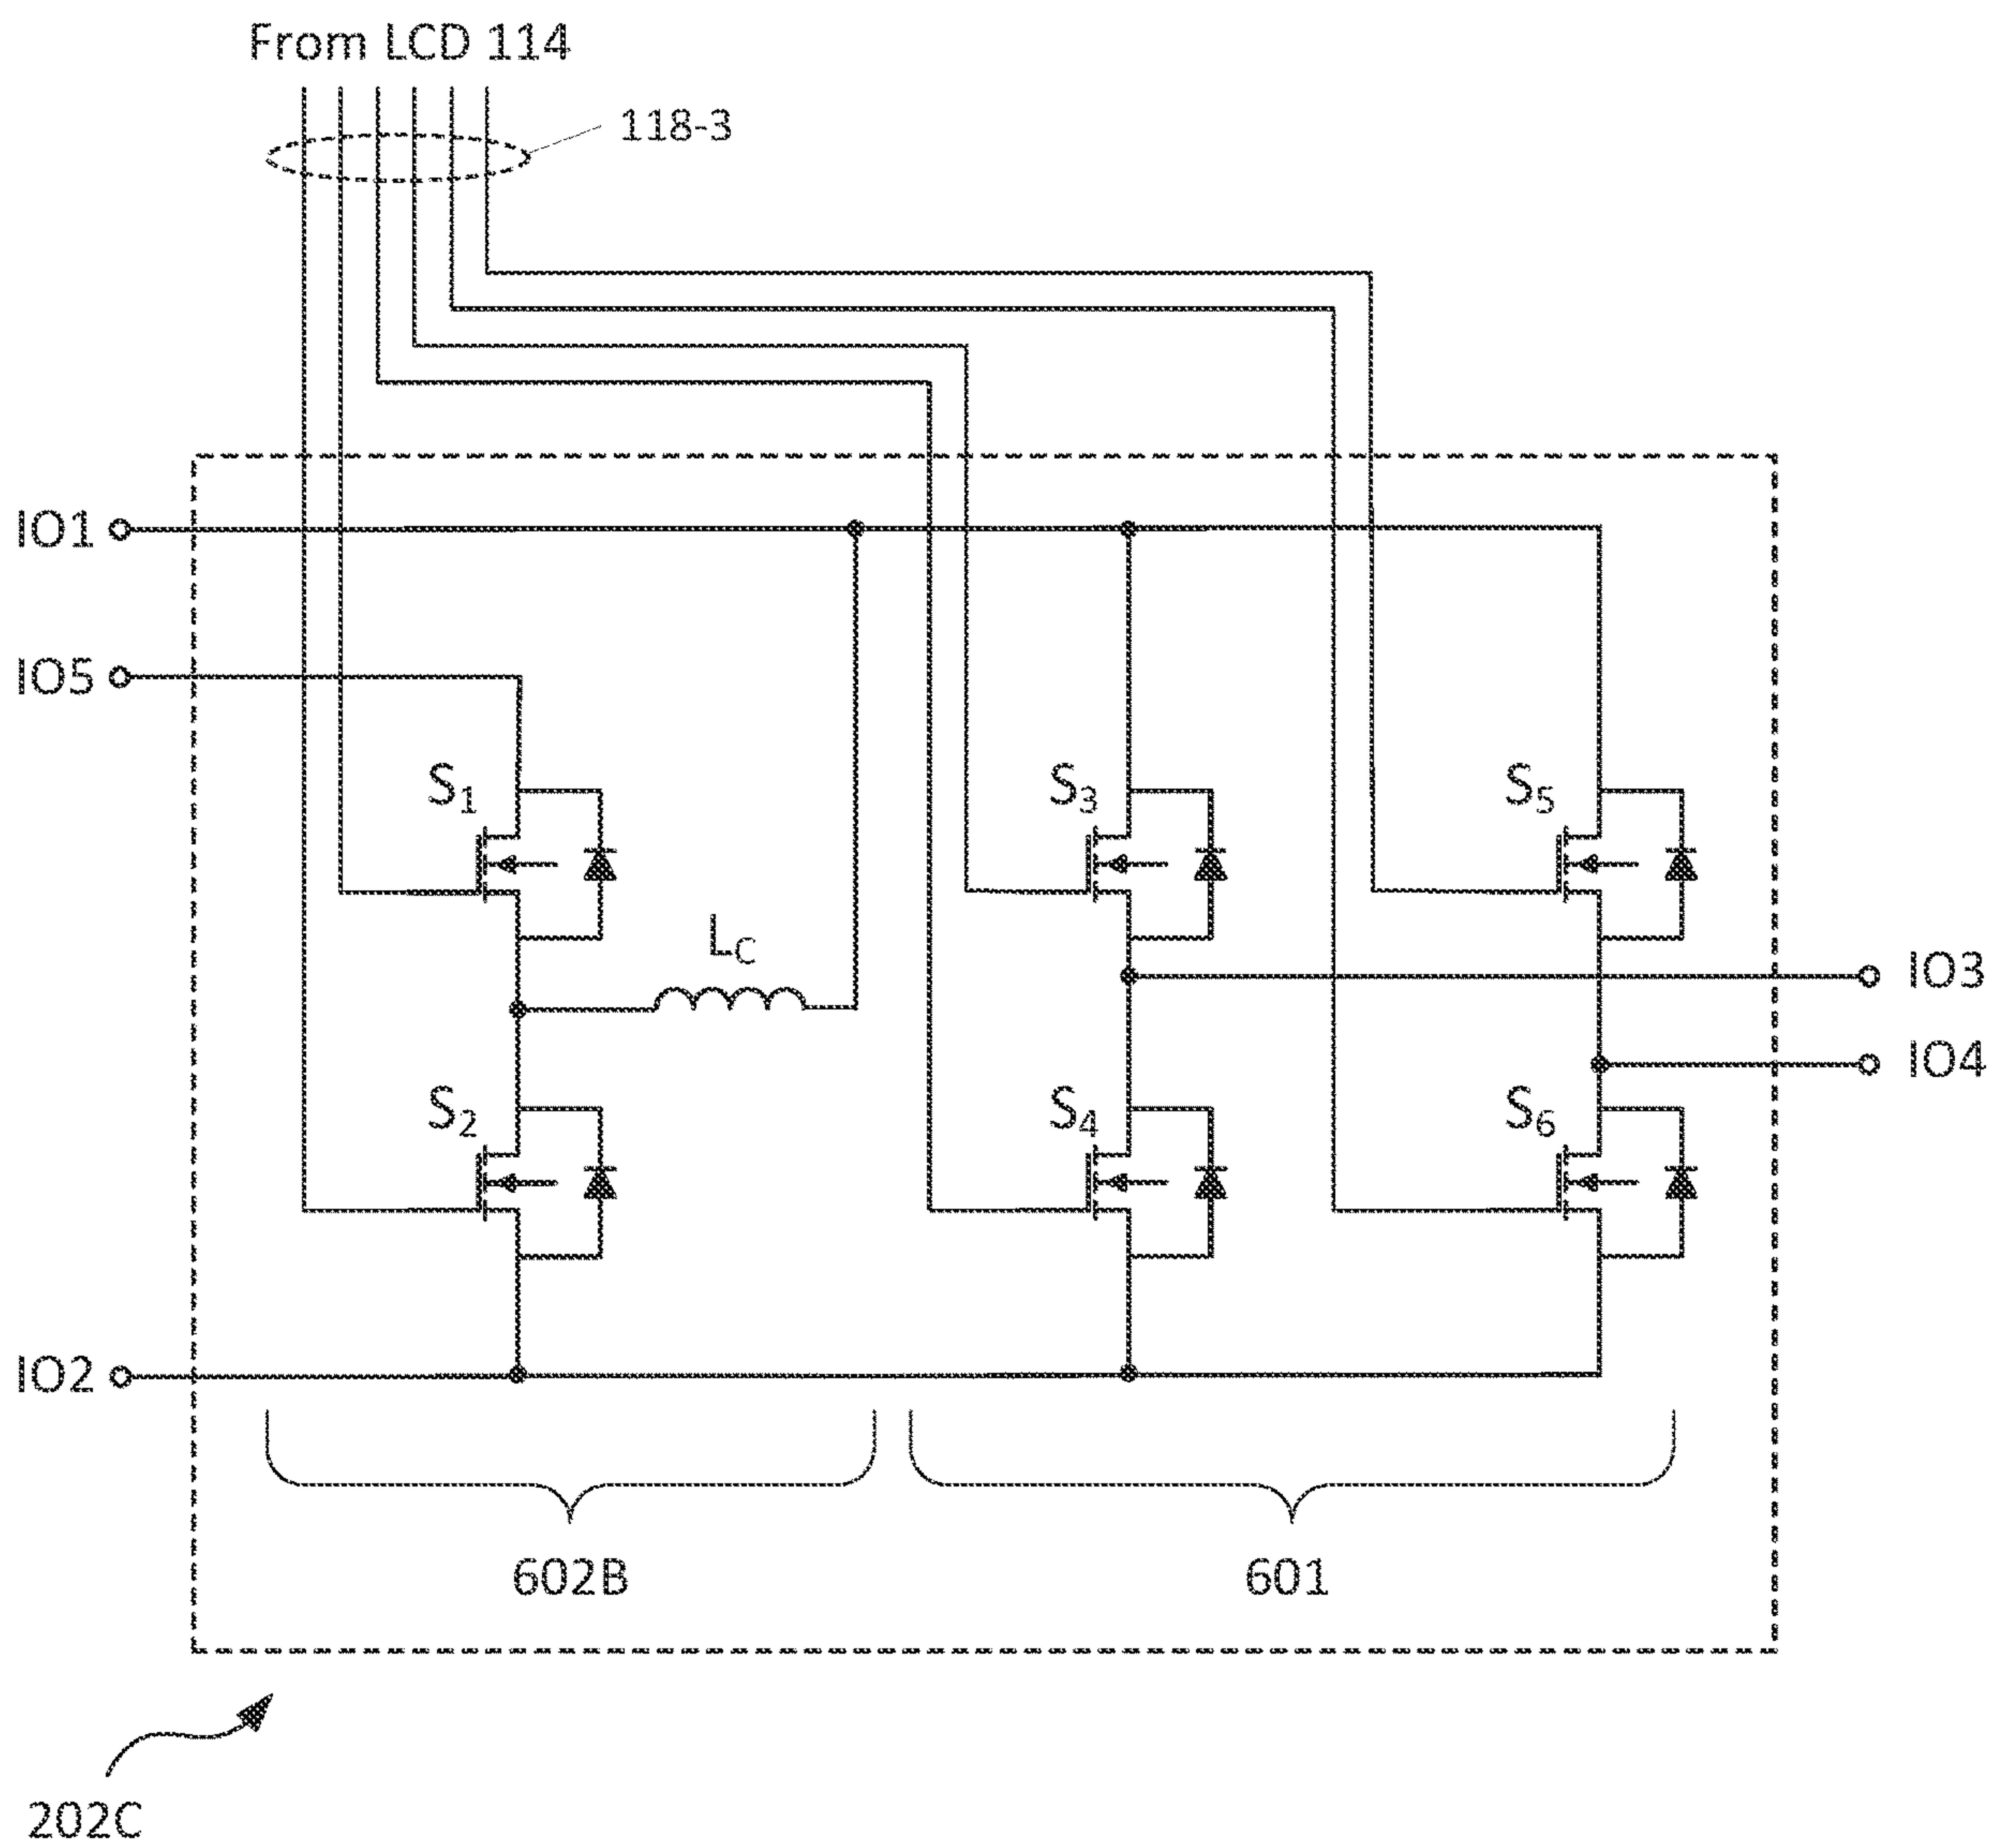 From LCD 114
118-3
IO1
IO5
S1
S3
S5
LC
IO3
IO4
S2
S4
S6
IO2
602B
601
202C